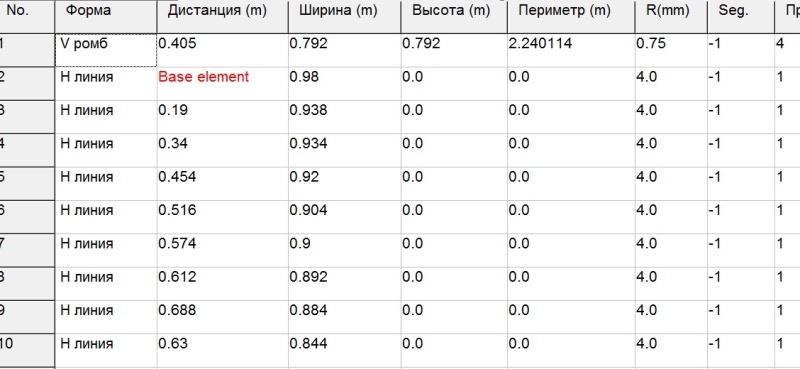 No. Форма Дистанция (m) Ширина (m) Высота (m) Периметр (m) R(mm) Seg.
1 V ромб 0.405 0.792 0.792 2.240114 0.75 -1 4
2 H линия Base element 0.98 0.0 0.0 4.0 -1 1
3 H линия 0.19 0.938 0.0 0.0 4.0 -1 1
4 H линия 0.34 0.934 0.0 0.0 4.0 -1 1
5 H линия 0.454 0.92 0.0 0.0 4.0 -1 1
6 H линия 0.516 0.904 0.0 0.0 4.0 -1 1
7 H линия 0.574 0.9 0.0 0.0 4.0 -1 1
8 H линия 0.612 0.892 0.0 0.0 4.0 -1 1
9 H линия 0.688 0.884 0.0 0.0 4.0 -1 1
10 H линия 0.63 0.844 0.0 0.0 4.0 -1 1